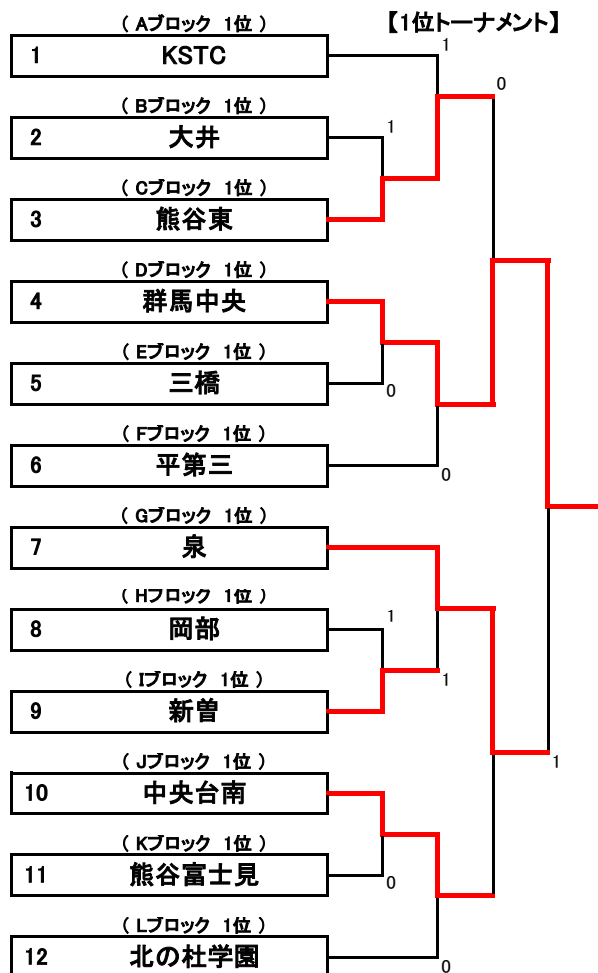 ( Aブロック 1位 )
【1位トーナメント】
1 KSTC
1
0
( Bブロック 1位 )
2 大井
1
( Cブロック 1位 )
3 熊谷東
( Dブロック 1位 )
4 群馬中央
( Eブロック 1位 )
5 三橋
0
( Fブロック 1位 )
6 平第三
0
( Gブロック 1位 )
7 泉
( Hブロック 1位 )
8 岡部
1
( Iブロック 1位 )
9 新曽
1
( Jブロック 1位 )
10 中央台南
1
( Kブロック 1位 )
11 熊谷富士見
0
( Lブロック 1位 )
12 北の杜学園
0